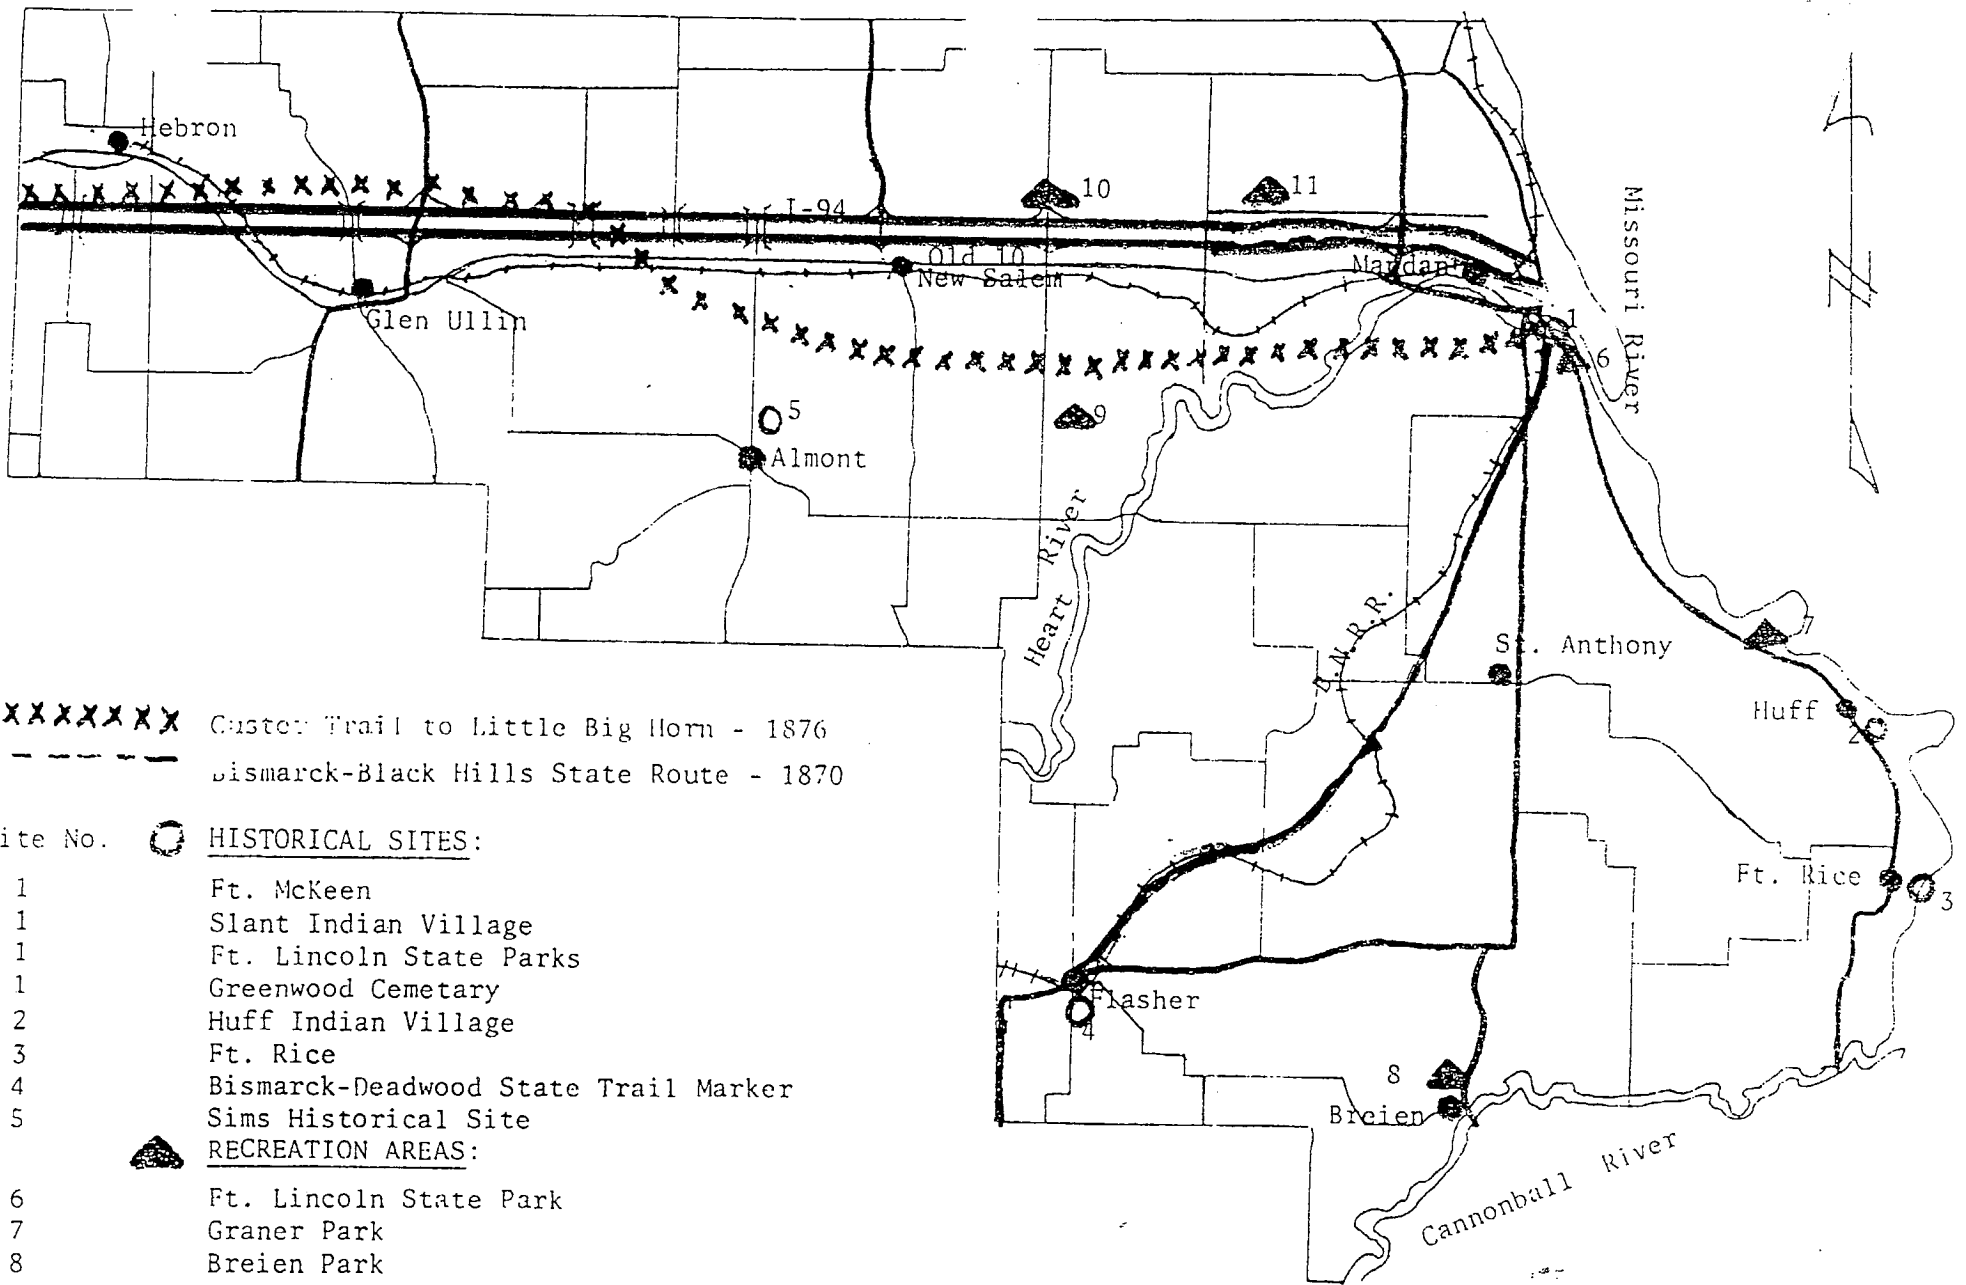 Hebron
10
11
I-94
Missouri River
Old 10
Mandan
New Salem
1
Glen Ullin
6
5
9
Almont
Heart River
B.N.R.R.
7
St. Anthony
Huff
2
XXXXXXX Custer Trail to Little Big Horn - 1876
Bismarck-Black Hills State Route - 1870
ite No. HISTORICAL SITES:
Ft. Rice
3
1 Ft. McKeen
1 Slant Indian Village
1 Ft. Lincoln State Parks
1 Greenwood Cemetary
2 Huff Indian Village
3 Ft. Rice
4 Bismarck-Deadwood State Trail Marker
5 Sims Historical Site
RECREATION AREAS:
6 Ft. Lincoln State Park
7 Graner Park
8 Breien Park
Flasher
4
8
Breien
Cannonball River
N